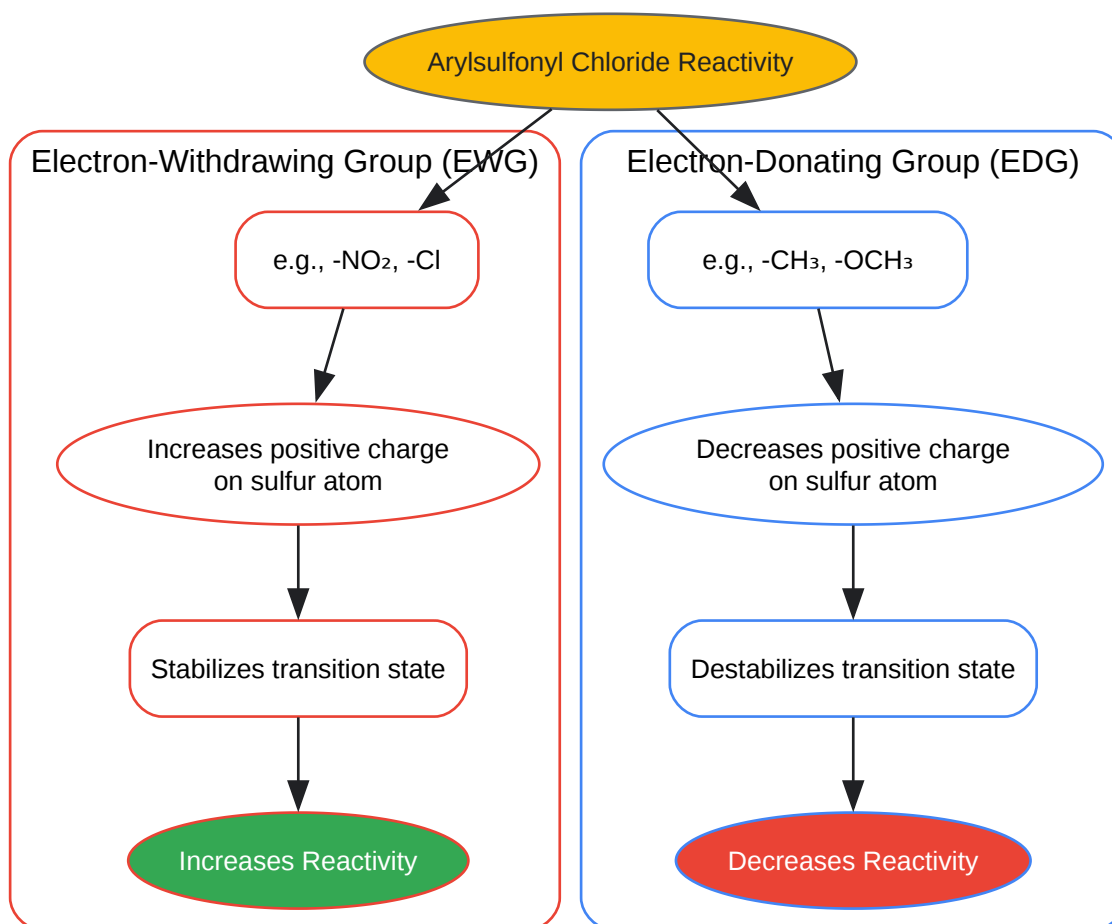 Arylsulfonyl Chloride Reactivity
Electron-Withdrawing Group (EWG)
e.g., -NO₂, -Cl
Increases positive charge
on sulfur atom
Stabilizes transition state
Increases Reactivity
Electron-Donating Group (EDG)
e.g., -CH₃, -OCH₃
Decreases positive charge
on sulfur atom
Destabilizes transition state
Decreases Reactivity